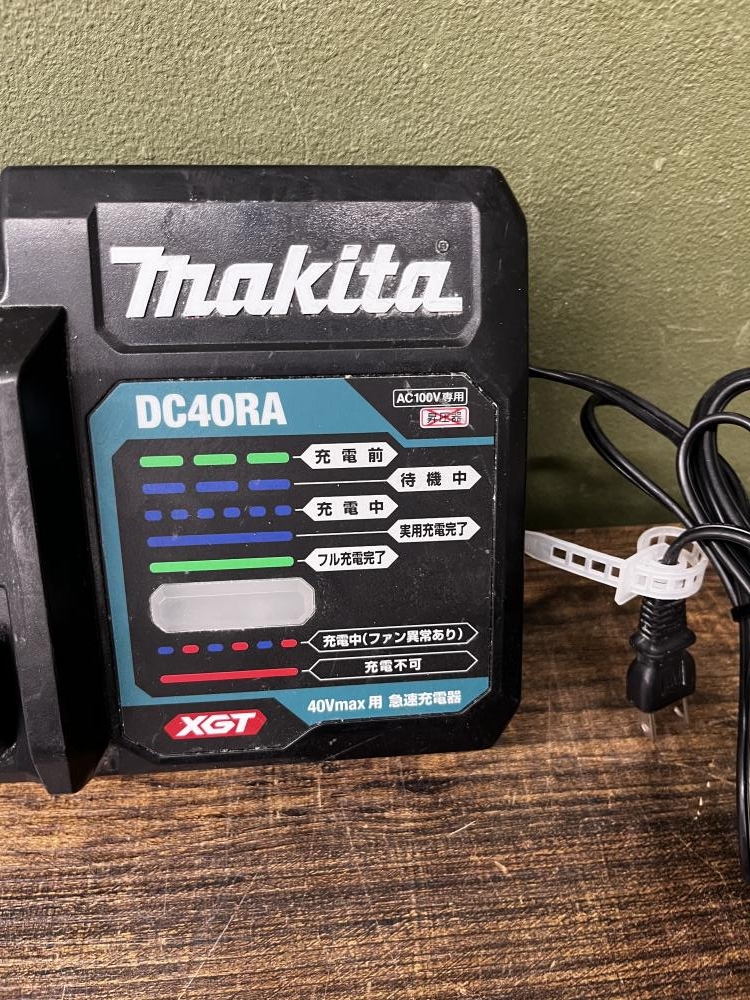 makita®
DC40RA
AC100V専用
昇圧器
充電前
待機中
充電中
実用充電完了
フル充電完了
充電中(ファン異常あり)
充電不可
40Vmax用 急速充電器
XGT